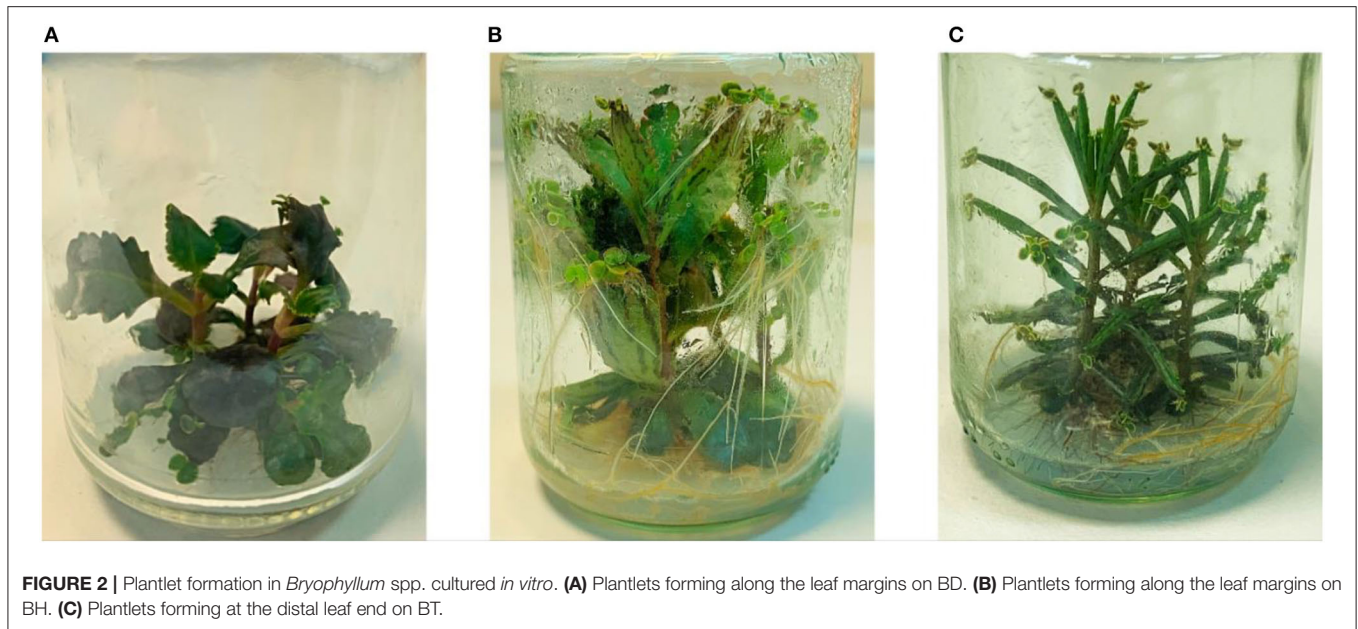 A
B
C
FIGURE 2 | Plantlet formation in Bryophyllum spp. cultured in vitro. (A) Plantlets forming along the leaf margins on BD. (B) Plantlets forming along the leaf margins on
BH. (C) Plantlets forming at the distal leaf end on BT.